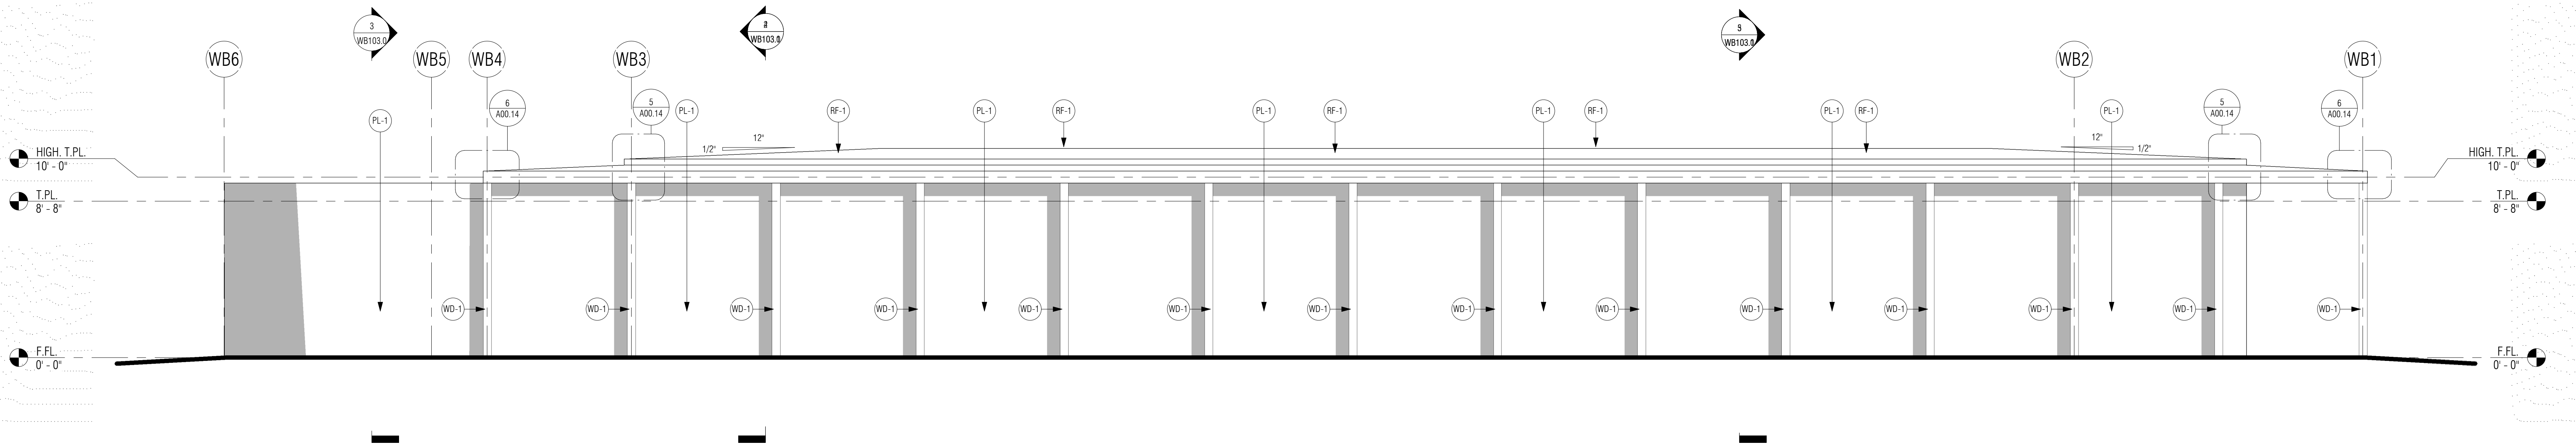 3
WB103.0
WB103.1
WB103.1
WB6
WB5
WB4
WB3
WB2
WB1
6
A00.14
5
A00.14
5
A00.14
6
A00.14
PL-1
PL-1
RF-1
PL-1
RF-1
PL-1
RF-1
PL-1
RF-1
PL-1
RF-1
PL-1
12"
1/2"
12"
1/2"
HIGH. T.PL.
10' - 0"
HIGH. T.PL.
10' - 0"
T.PL.
8' - 8"
T.PL.
8' - 8"
WD-1
WD-1
WD-1
WD-1
WD-1
WD-1
WD-1
WD-1
WD-1
WD-1
WD-1
WD-1
WD-1
WD-1
F.FL.
0' - 0"
F.FL.
0' - 0"